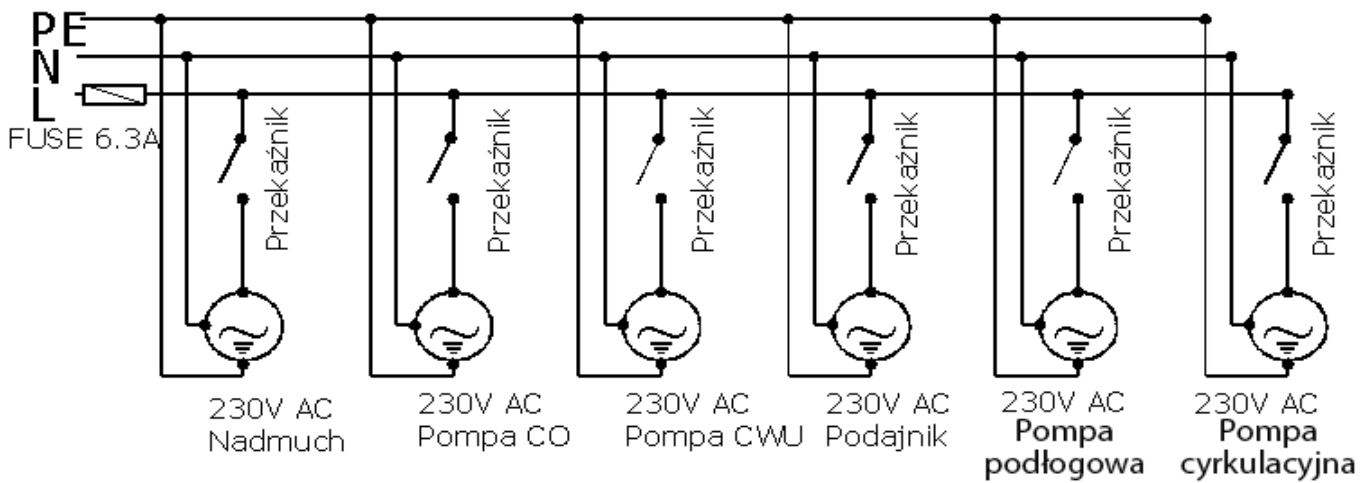 PE
N
L
FUSE 6.3A
Przekaźnik
Przekaźnik
Przekaźnik
Przekaźnik
Przekaźnik
Przekaźnik
230V AC
Nadmuch
230V AC
Pompa CO
230V AC
Pompa CWU
230V AC
Podajnik
230V AC
Pompa
podłogowa
230V AC
Pompa
cyrkulacyjna